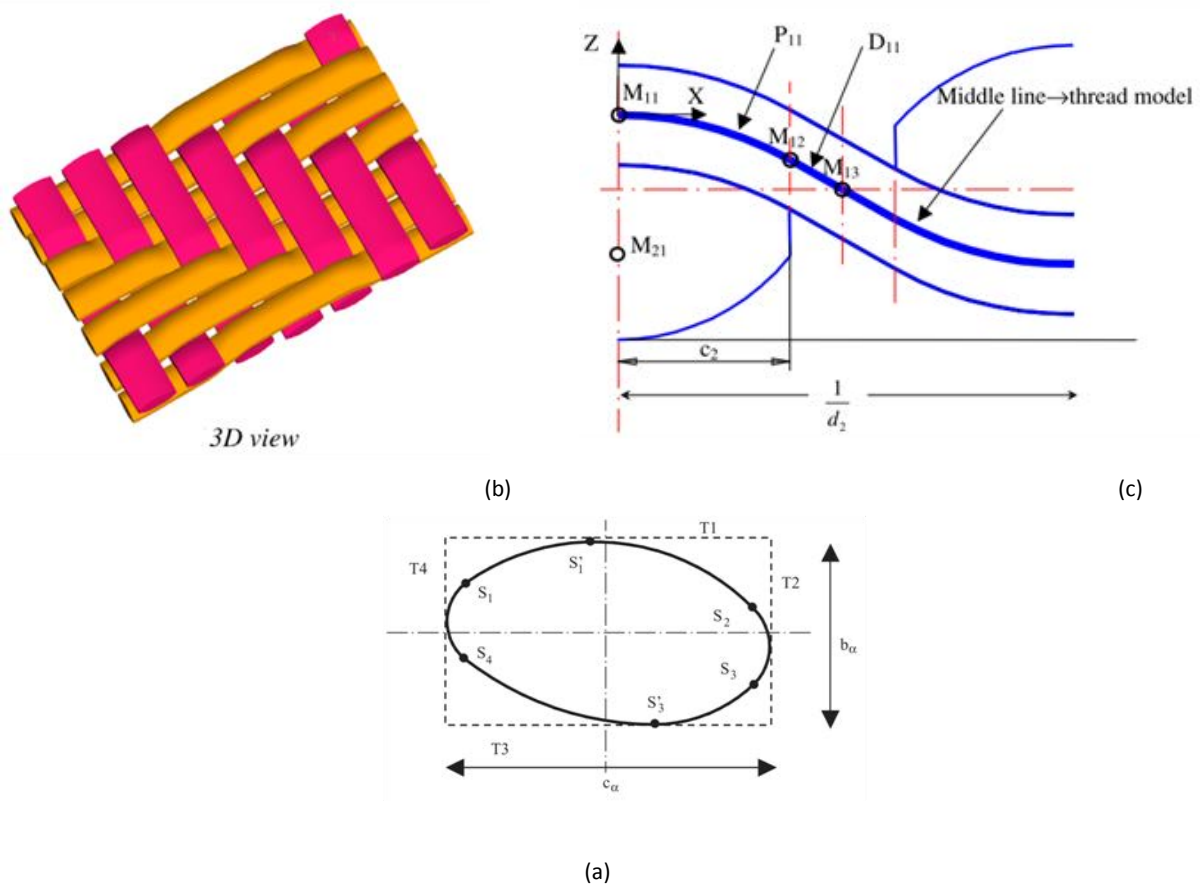 Z
P11
D11
Middle line→thread model
M11
X
M12
M13
M21
c2
1
d2
3D view
(b)
(c)
T1
S'1
T4
T2
S1
S2
bα
S4
S3
S'3
T3
cα
(a)